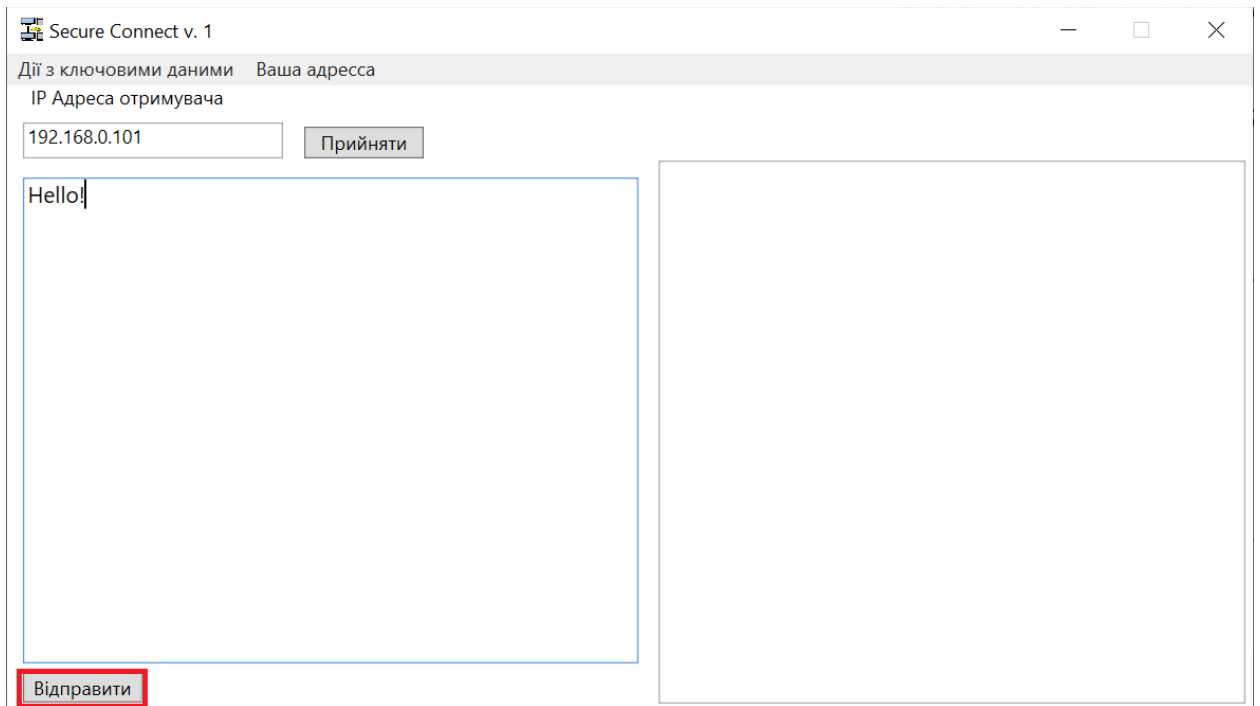 Secure Connect v. 1
Дії з ключовими даними Ваша адресса
IP Адреса отримувача
192.168.0.101 Прийняти
Hello!
Відправити